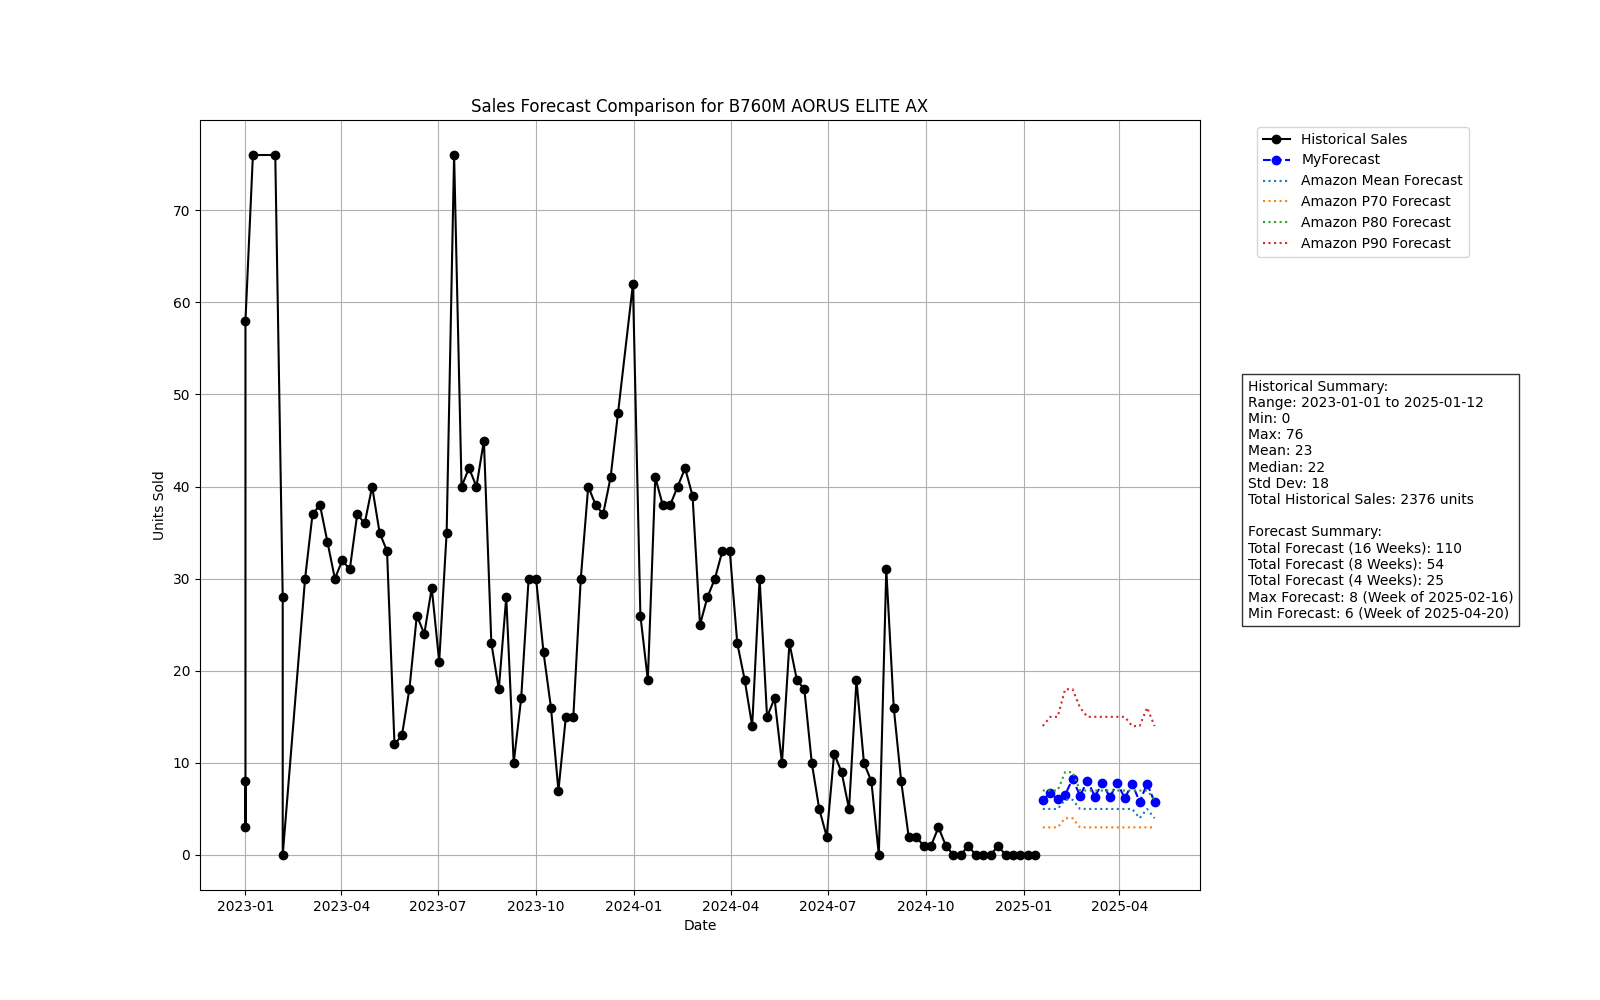 Sales Forecast Comparison for B760M AORUS ELITE AX
Units Sold
70
60
50
40
30
20
10
0
2023-01
2023-04
2023-07
2023-10
2024-01
2024-04
2024-07
2024-10
2025-01
2025-04
Date
Historical Sales
MyForecast
Amazon Mean Forecast
Amazon P70 Forecast
Amazon P80 Forecast
Amazon P90 Forecast
Historical Summary:
Range: 2023-01-01 to 2025-01-12
Min: 0
Max: 76
Mean: 23
Median: 22
Std Dev: 18
Total Historical Sales: 2376 units
Forecast Summary:
Total Forecast (16 Weeks): 110
Total Forecast (8 Weeks): 54
Total Forecast (4 Weeks): 25
Max Forecast: 8 (Week of 2025-02-16)
Min Forecast: 6 (Week of 2025-04-20)